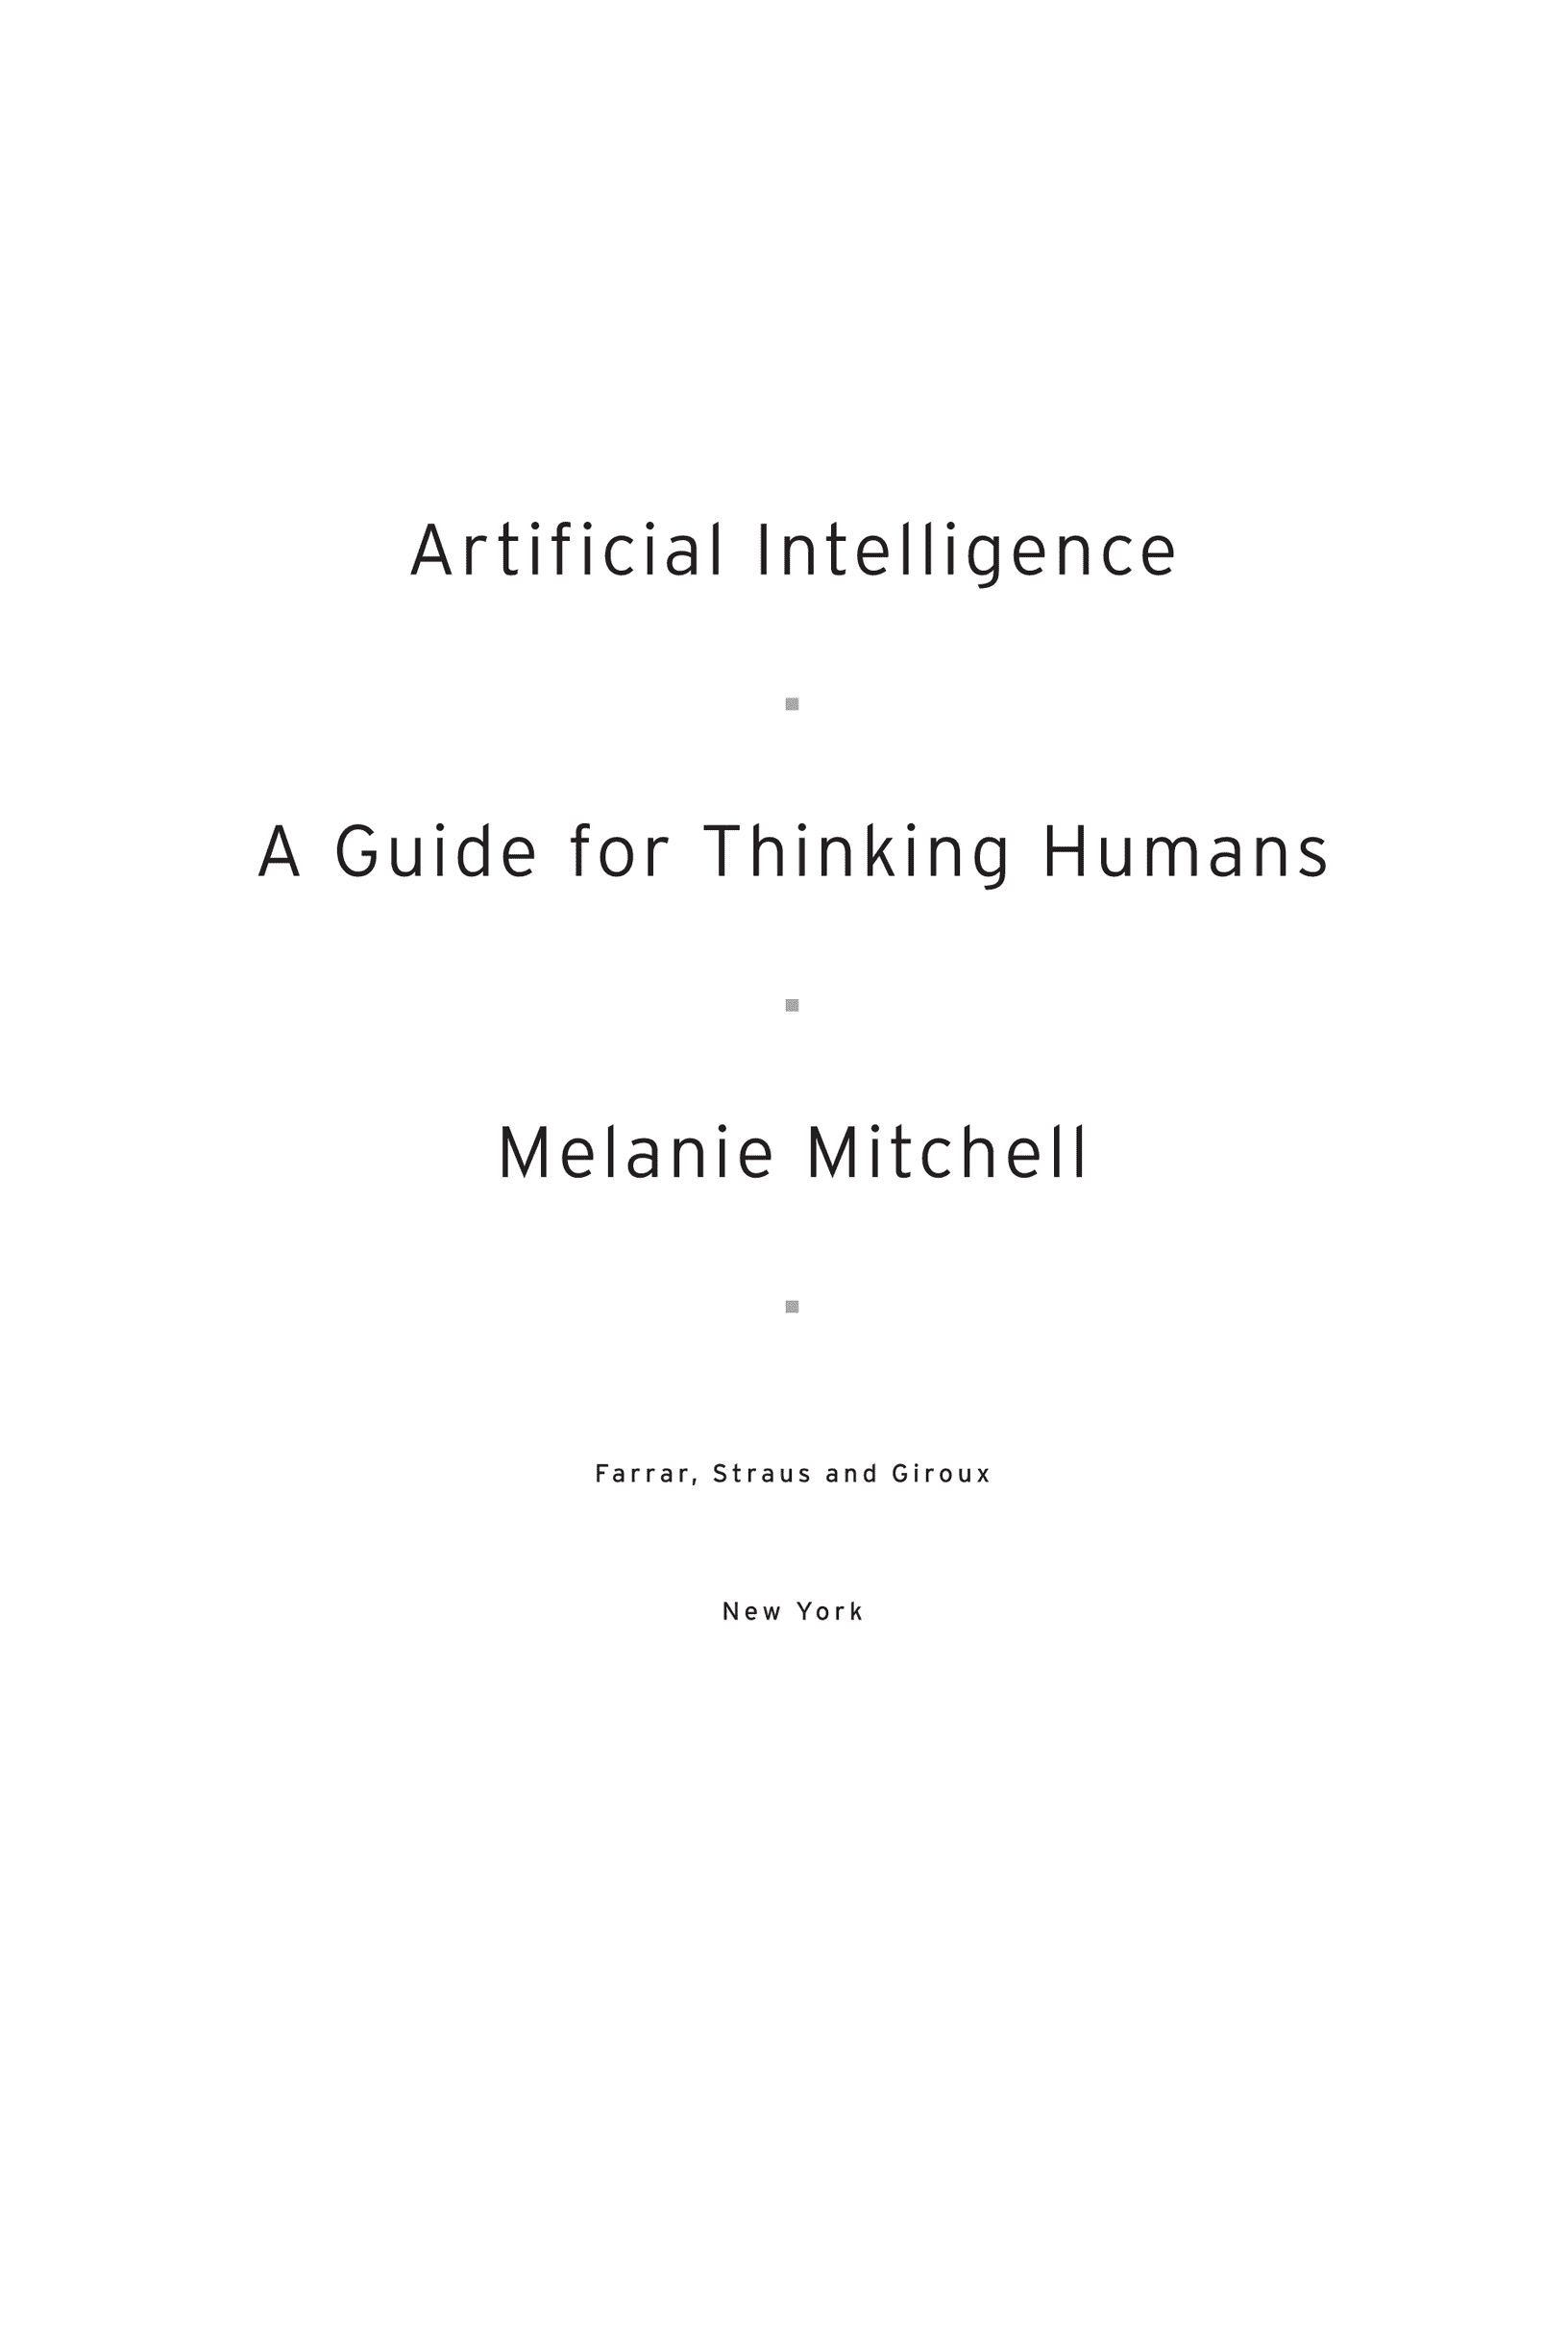 Artificial Intelligence
A Guide for Thinking Humans
Melanie Mitchell
Farrar, Straus and Giroux
New York